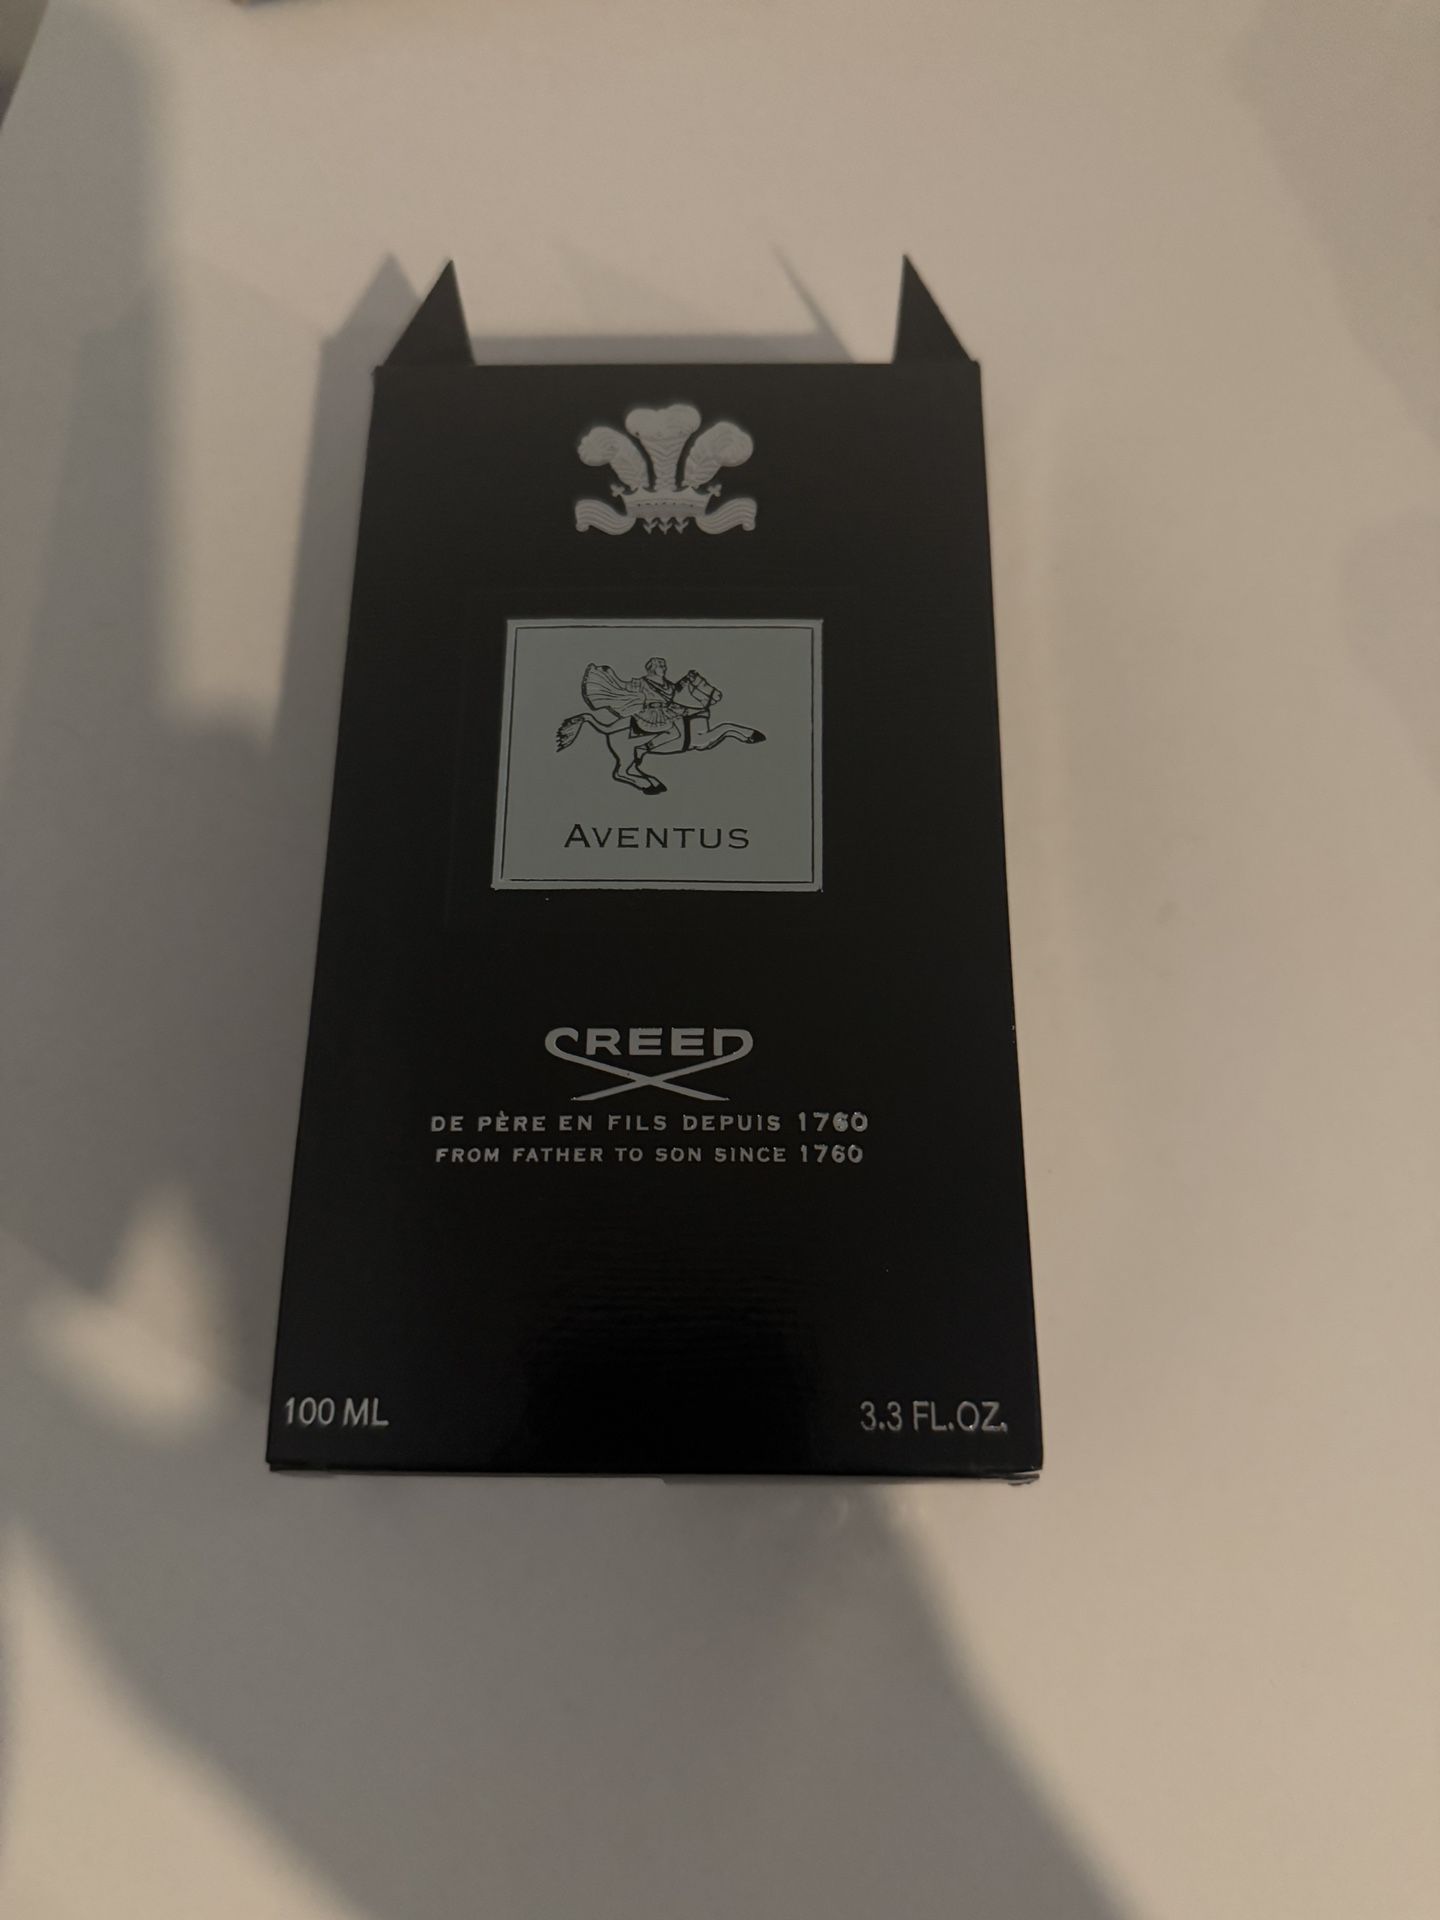 AVENTUS
CREED
DE PÈRE EN FILS DEPUIS 1760
FROM FATHER TO SON SINCE 1760
100 ML
3.3 FL.OZ.